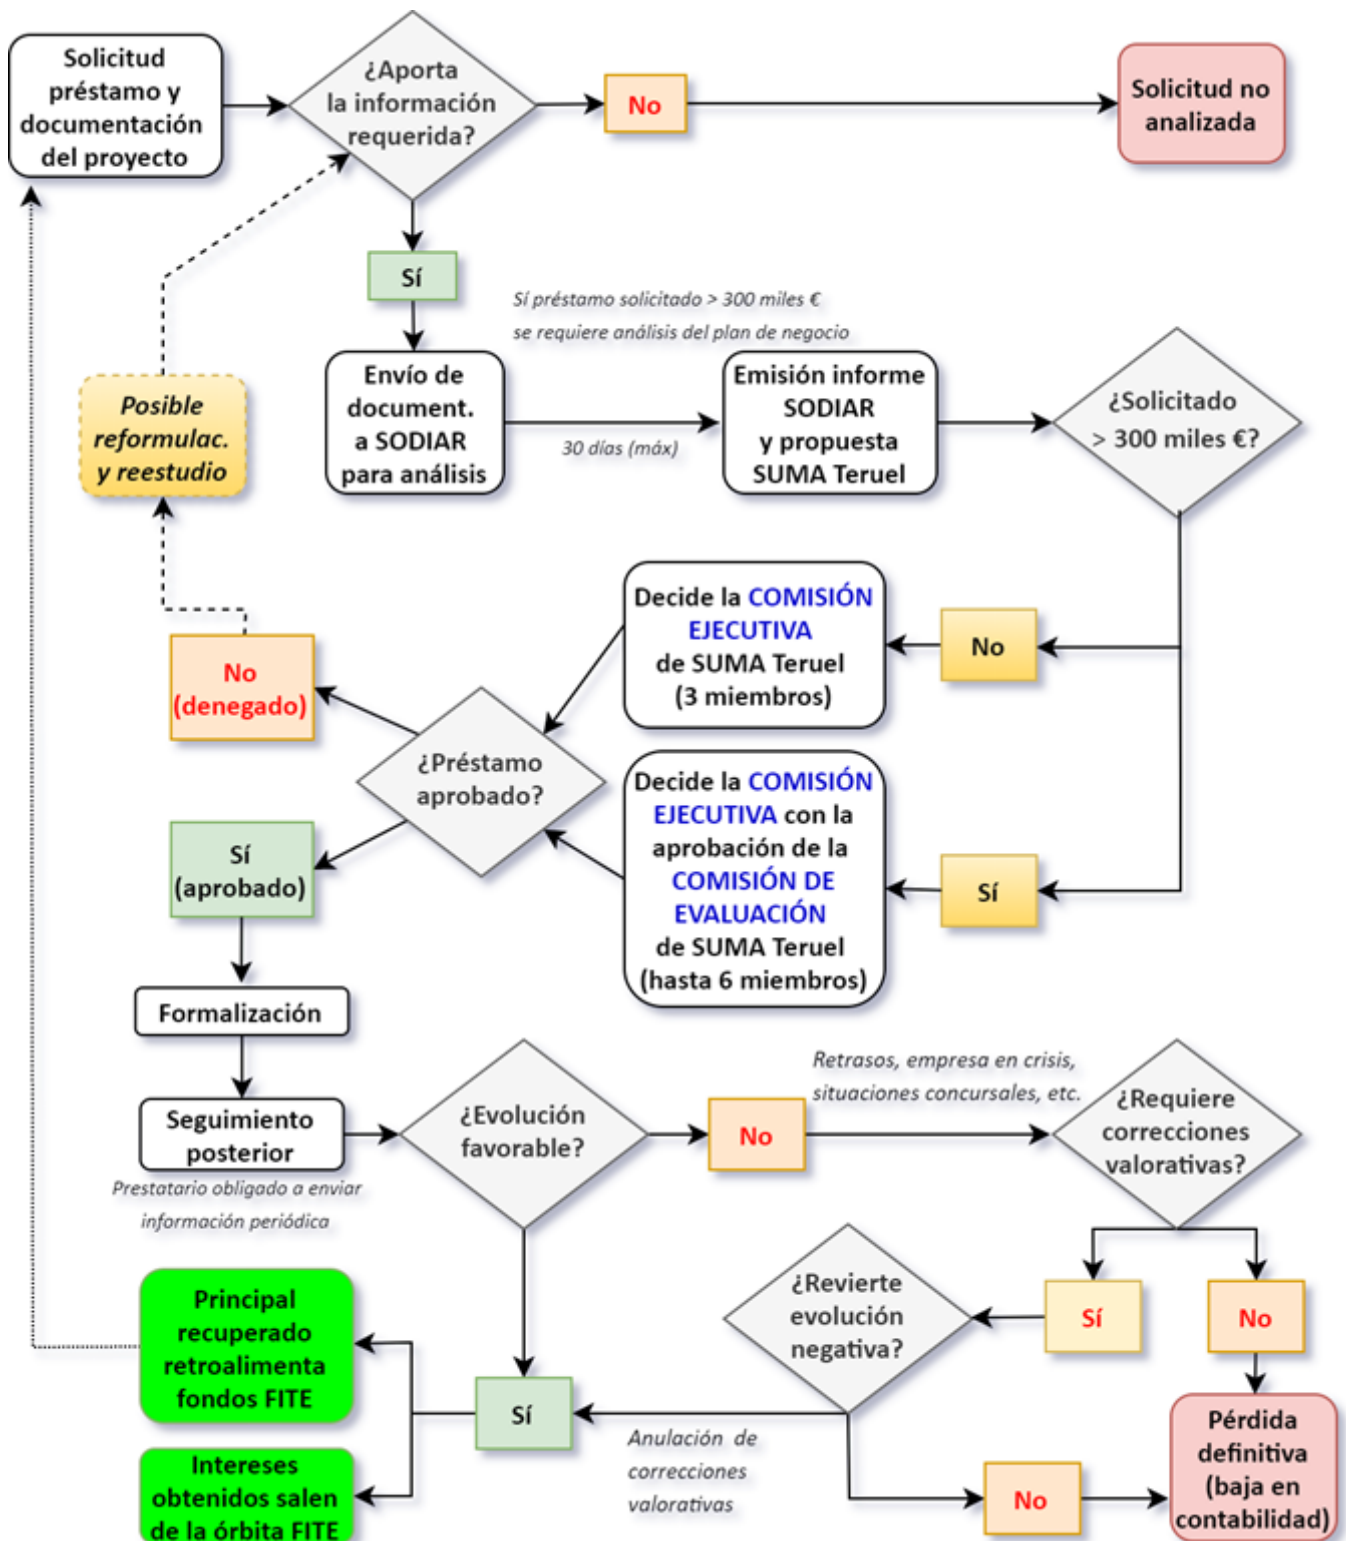 Solicitud
préstamo y
documentación
del proyecto
¿Aporta
la información
requerida?
No
Solicitud no
analizada
Sí
Sí préstamo solicitado > 300 miles €
se requiere análisis del plan de negocio
Envío de
document.
a SODIAR
para análisis
30 días (máx)
Emisión informe
SODIAR
y propuesta
SUMA Teruel
¿Solicitado
> 300 miles €?
Posible
reformulac.
y reestudio
Decide la COMISIÓN
EJECUTIVA
de SUMA Teruel
(3 miembros)
No
No
(denegado)
¿Préstamo
aprobado?
Decide la COMISIÓN
EJECUTIVA con la
aprobación de la
COMISIÓN DE
EVALUACIÓN
de SUMA Teruel
(hasta 6 miembros)
Sí
Sí
(aprobado)
Formalización
Seguimiento
posterior
Prestatario obligado a enviar
información periódica
¿Evolución
favorable?
No
Retrasos, empresa en crisis,
situaciones concursales, etc.
¿Requiere
correcciones
valorativas?
Sí
No
¿Revierte
evolución
negativa?
Principal
recuperado
retroalimenta
fondos FITE
Sí
Anulación de
correcciones
valorativas
No
Pérdida
definitiva
(baja en
contabilidad)
Intereses
obtenidos salen
de la órbita FITE